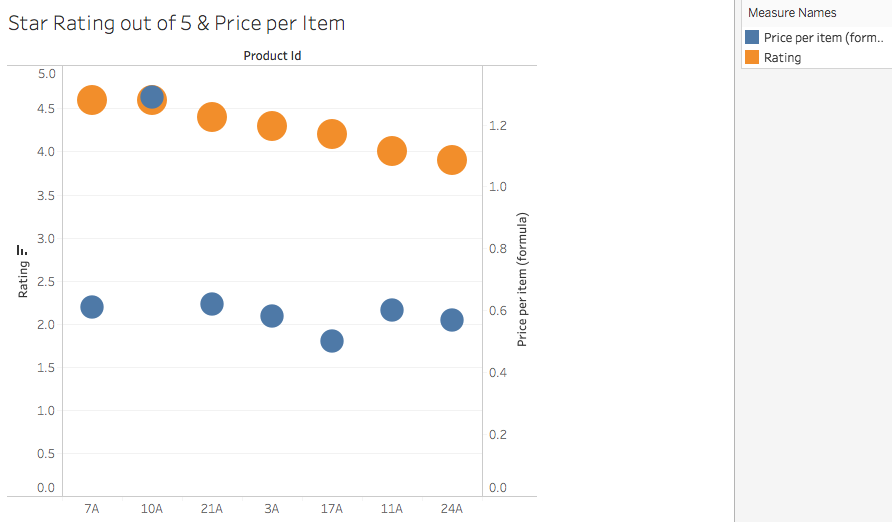 Star Rating out of 5 & Price per Item
Measure Names
Price per item (form..
Rating
Product Id
5.0
4.5
4.0
3.5
3.0
2.5
2.0
1.5
1.0
0.5
0.0
Rating
1.2
1.0
0.8
0.6
0.4
0.2
0.0
Price per item (formula)
7A 10A 21A 3A 17A 11A 24A